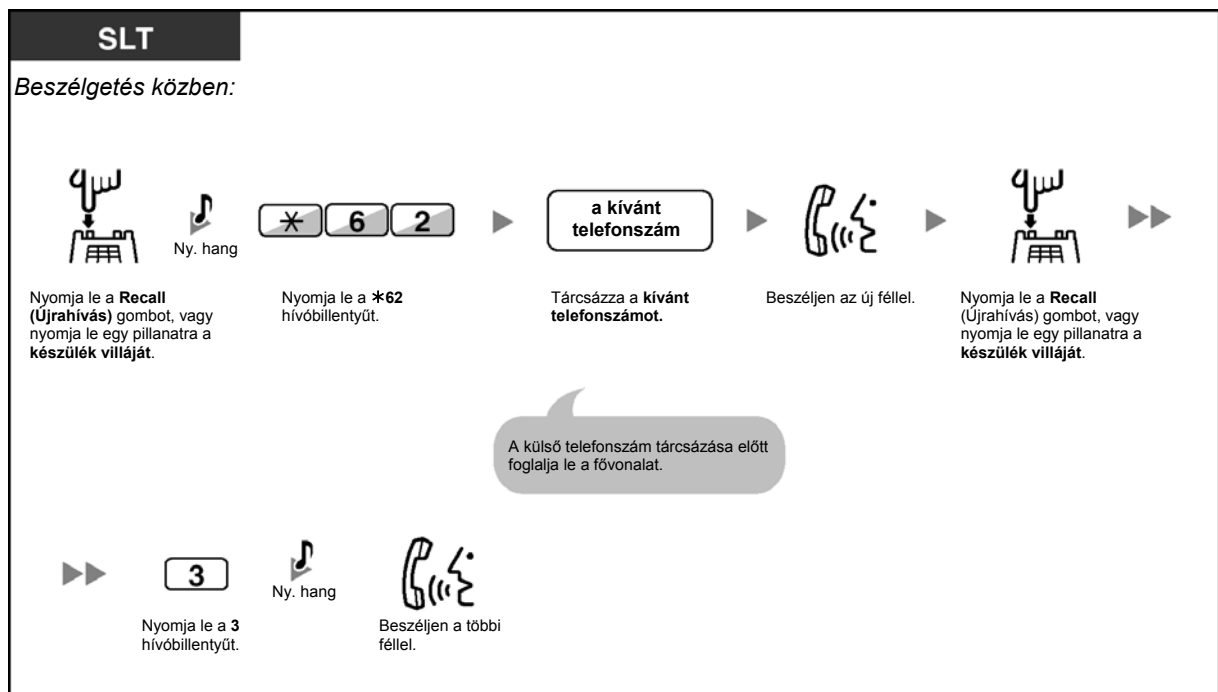 SLT
Beszélgetés közben:
Ny. hang
∗ 6 2
a kívánt
telefonszám
Nyomja le a Recall
(Újrahívás) gombot, vagy
nyomja le egy pillanatra a
készülék villáját.
Nyomja le a ∗62
hívóbillentyűt.
Tárcsázza a kívánt
telefonszámot.
Beszéljen az új féllel.
Nyomja le a Recall
(Újrahívás) gombot, vagy
nyomja le egy pillanatra a
készülék villáját.
A külső telefonszám tárcsázása előtt
foglalja le a fővonalat.
3
Ny. hang
Nyomja le a 3
hívóbillentyűt.
Beszéljen a többi
féllel.